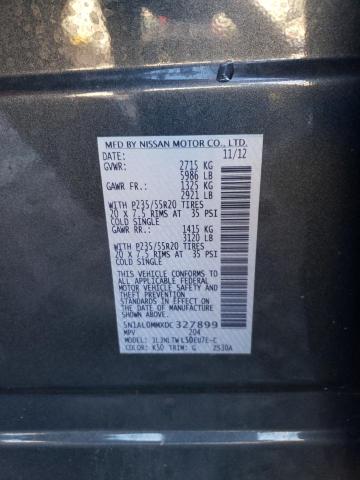 MFD BY NISSAN MOTOR CO., LTD.
DATE: 11/12
GVWR: 2715 KG
5986 LB
GAWR FR.: 1325 KG
2921 LB
WITH P235/55R20 TIRES
20 x 7.5 RIMS AT 35 PSI
COLD SINGLE
GAWR RR.: 1415 KG
3120 LB
WITH P235/55R20 TIRES
20 x 7.5 RIMS AT 35 PSI
COLD SINGLE
THIS VEHICLE CONFORMS TO
ALL APPLICABLE FEDERAL
MOTOR VEHICLE SAFETY
STANDARDS IN EFFECT ON
THE DATE OF MANUFACTURE
SHOWN ABOVE.
5N1AL0MMXDC327899
MPV 204
COLOR: K50 TRIM: G 2530A